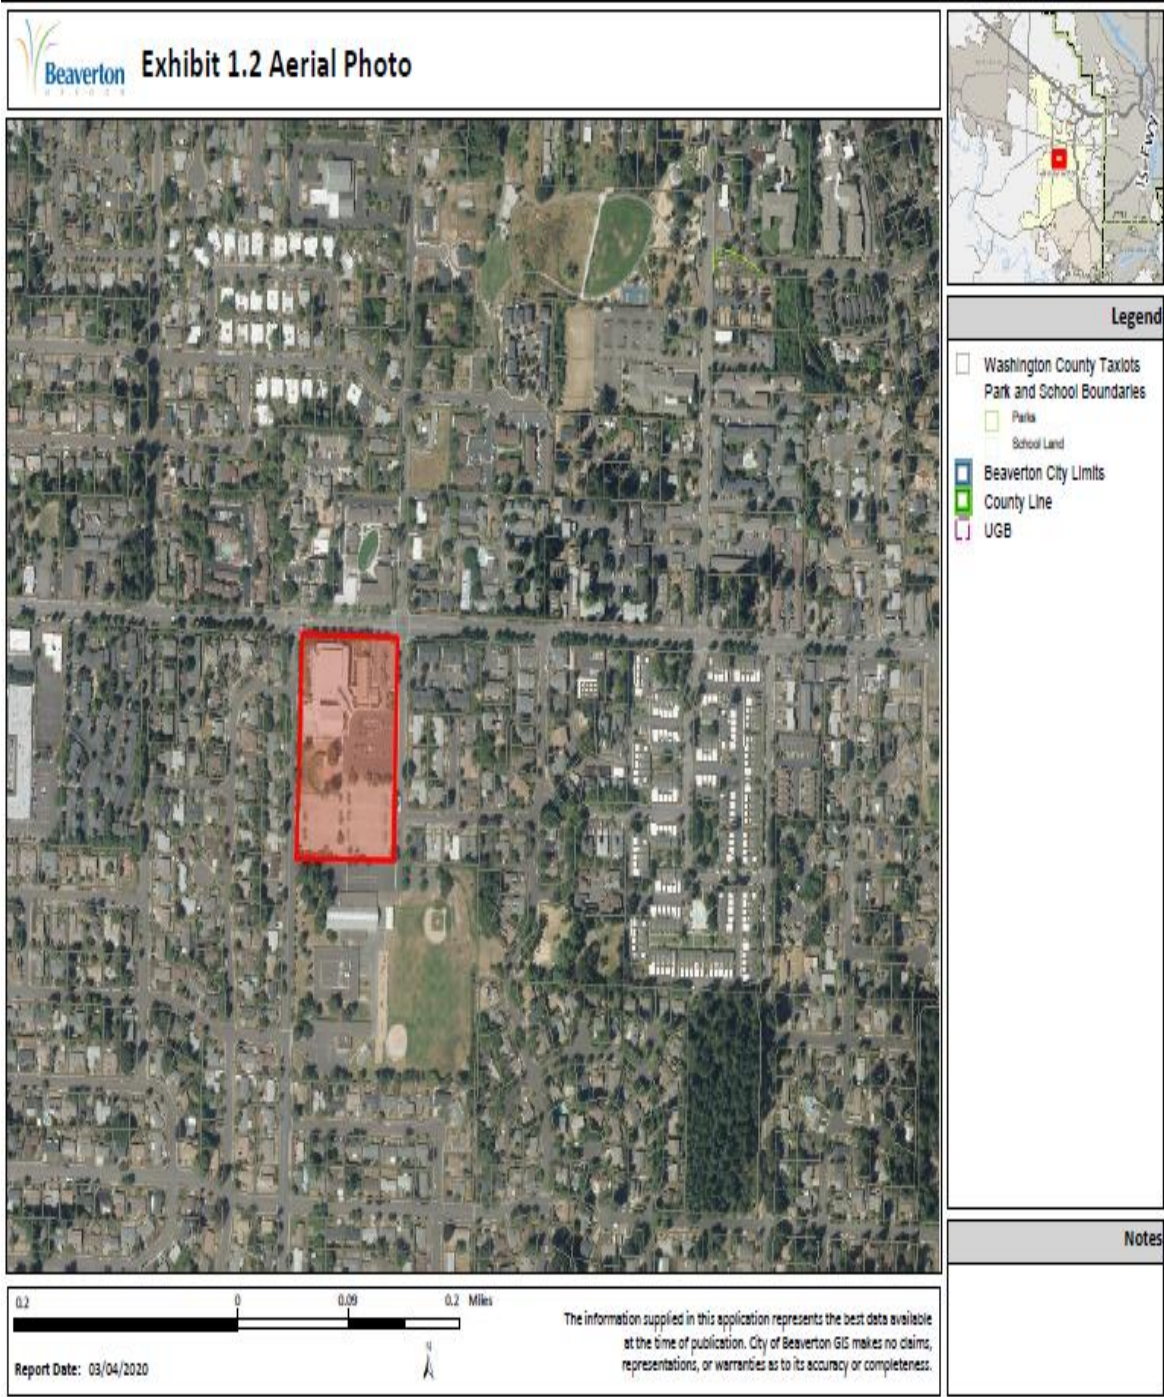 Beaverton
OREGON
Exhibit 1.2 Aerial Photo
Is. Fwy
Legend
Washington County Taxlots
Park and School Boundaries
Parks
School Land
Beaverton City Limits
County Line
UGB
Notes
0.2 0 0.09 0.2 Miles
N
Report Date: 03/04/2020
The information supplied in this application represents the best data available
at the time of publication. City of Beaverton GIS makes no claims,
representations, or warranties as to its accuracy or completeness.